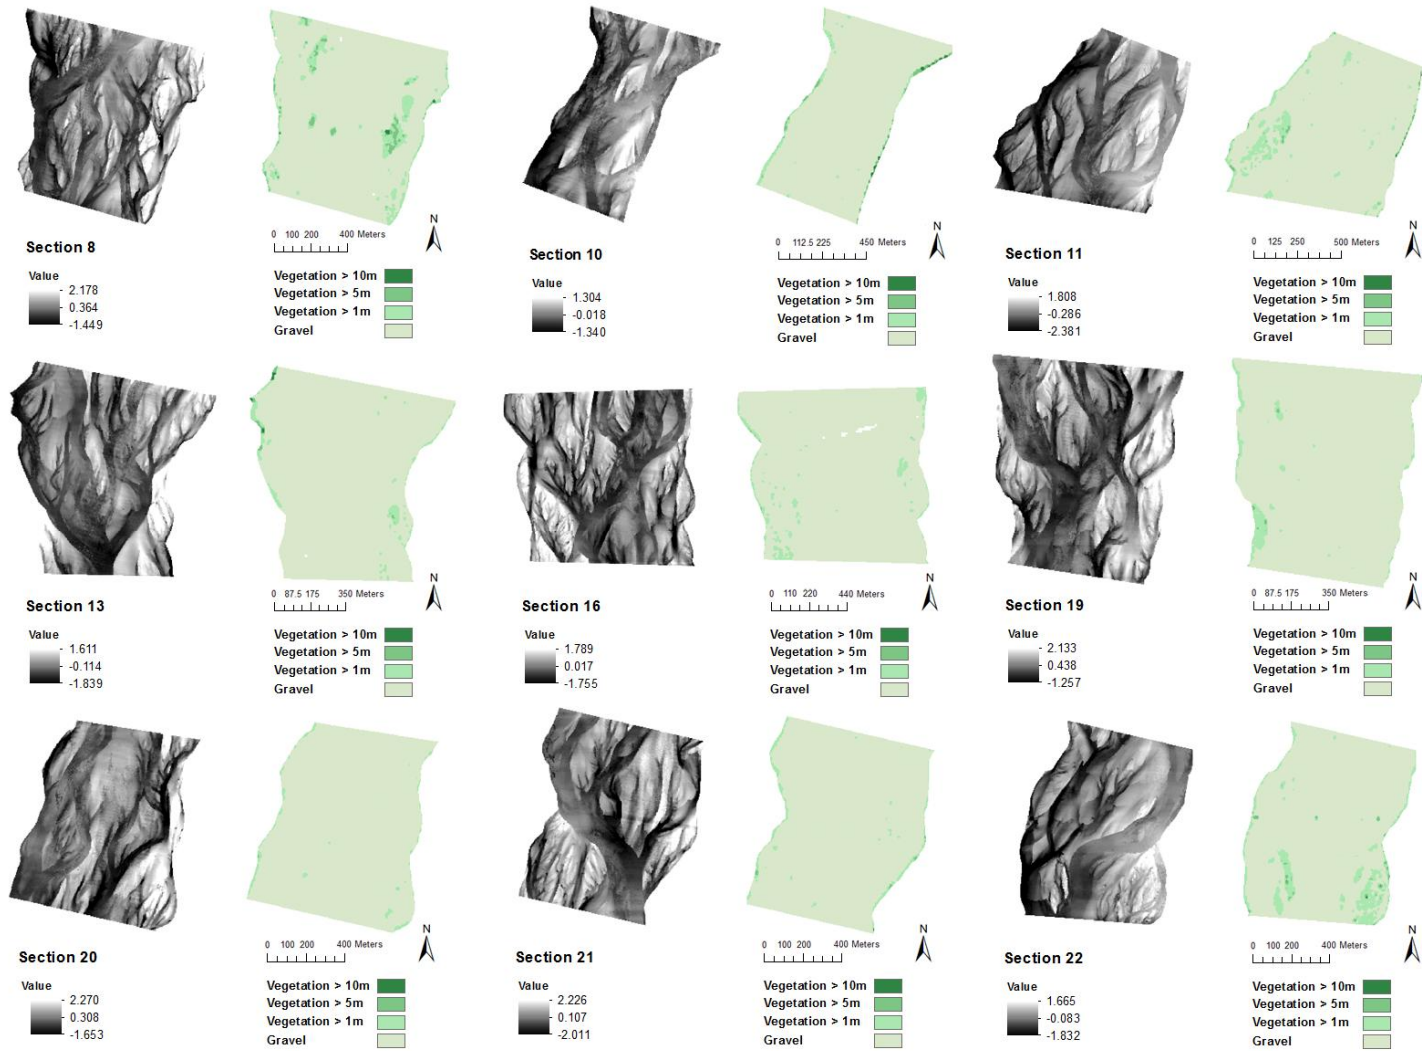 N
0 100 200 400 Meters
Section 8
Value
2.178
0.364
-1.449
Vegetation > 10m
Vegetation > 5m
Vegetation > 1m
Gravel
N
0 112.5 225 450 Meters
Section 10
Value
1.304
-0.018
-1.340
Vegetation > 10m
Vegetation > 5m
Vegetation > 1m
Gravel
N
0 125 250 500 Meters
Section 11
Value
1.808
-0.286
-2.381
Vegetation > 10m
Vegetation > 5m
Vegetation > 1m
Gravel
N
0 87.5 175 350 Meters
Section 13
Value
1.611
-0.114
-1.839
Vegetation > 10m
Vegetation > 5m
Vegetation > 1m
Gravel
N
0 110 220 440 Meters
Section 16
Value
1.789
0.017
-1.755
Vegetation > 10m
Vegetation > 5m
Vegetation > 1m
Gravel
N
0 87.5 175 350 Meters
Section 19
Value
2.133
0.438
-1.257
Vegetation > 10m
Vegetation > 5m
Vegetation > 1m
Gravel
N
0 100 200 400 Meters
Section 20
Value
2.270
0.308
-1.653
Vegetation > 10m
Vegetation > 5m
Vegetation > 1m
Gravel
N
0 100 200 400 Meters
Section 21
Value
2.226
0.107
-2.011
Vegetation > 10m
Vegetation > 5m
Vegetation > 1m
Gravel
N
0 100 200 400 Meters
Section 22
Value
1.665
-0.083
-1.832
Vegetation > 10m
Vegetation > 5m
Vegetation > 1m
Gravel